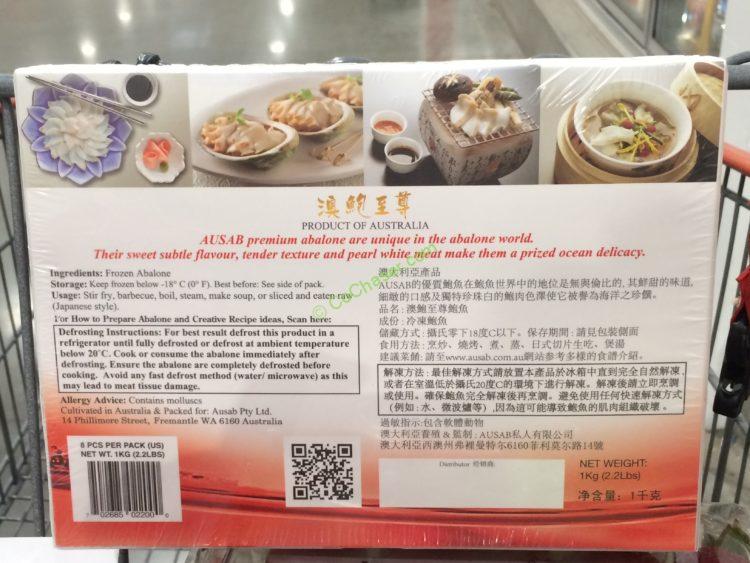 澳鮑至尊
PRODUCT OF AUSTRALIA
AUSAB premium abalone are unique in the abalone world.
Their sweet subtle flavour, tender texture and pearl white meat make them a prized ocean delicacy.
Ingredients: Frozen Abalone
Storage: Keep frozen below -18° C (0° F). Best before: See side of pack.
Usage: Stir fry, barbecue, boil, steam, make soup, or sliced and eaten raw
(Japanese style).
For How to Prepare Abalone and Creative Recipe ideas, Scan here:
Defrosting Instructions: For best result defrost this product in a
refrigerator until fully defrosted or defrost at ambient temperature
below 20˚C. Cook or consume the abalone immediately after
defrosting. Ensure the abalone are completely defrosted before
cooking. Avoid any fast defrost method (water/ microwave) as this
may lead to meat tissue damage.
Allergy Advice: Contains molluscs
Cultivated in Australia & Packed for: Ausab Pty Ltd.
14 Phillimore Street, Fremantle WA 6160 Australia
澳大利亞產品
AUSAB的優質鮑魚在鮑魚世界中的地位是無與倫比的, 其鮮甜的味道,
細緻的口感及獨特珍珠白的鮑肉色澤使它被譽為海洋之珍饌。
品名 : 澳鮑至尊鮑魚
成份 : 冷凍鮑魚
儲藏方式 : 攝氏零下18度C以下。保存期間 : 請見包裝側面
食用方法 : 烹炒、燒烤、煮、蒸、日式切片生吃、煲湯
建議菜餚 : 請至www.ausab.com.au網站參考多樣的食譜介紹。
解凍方法 : 最佳解凍方式請放置本產品於冰箱中直到完全自然解凍,
或者在室溫低於攝氏20度C的環境下進行解凍。解凍後請立即烹調
或使用。確保鮑魚完全解凍後再烹調。避免使用任何快速解凍方式
(例如 : 水、微波爐等) ,因為這可能導致鮑魚的肌肉組織破壞 。
過敏指示 : 包含軟體動物
澳大利亞養殖 & 監制 : AUSAB私人有限公司
澳大利亞西澳州弗裡曼特尔6160菲利莫尔路14號
6 PCS PER PACK (US)
NET WT. 1KG (2.2LBS)
7 02685 02200 0
Distributor 经销商:
NET WEIGHT:
1Kg (2.2Lbs)
净含量: 1千克
CoChaser.com